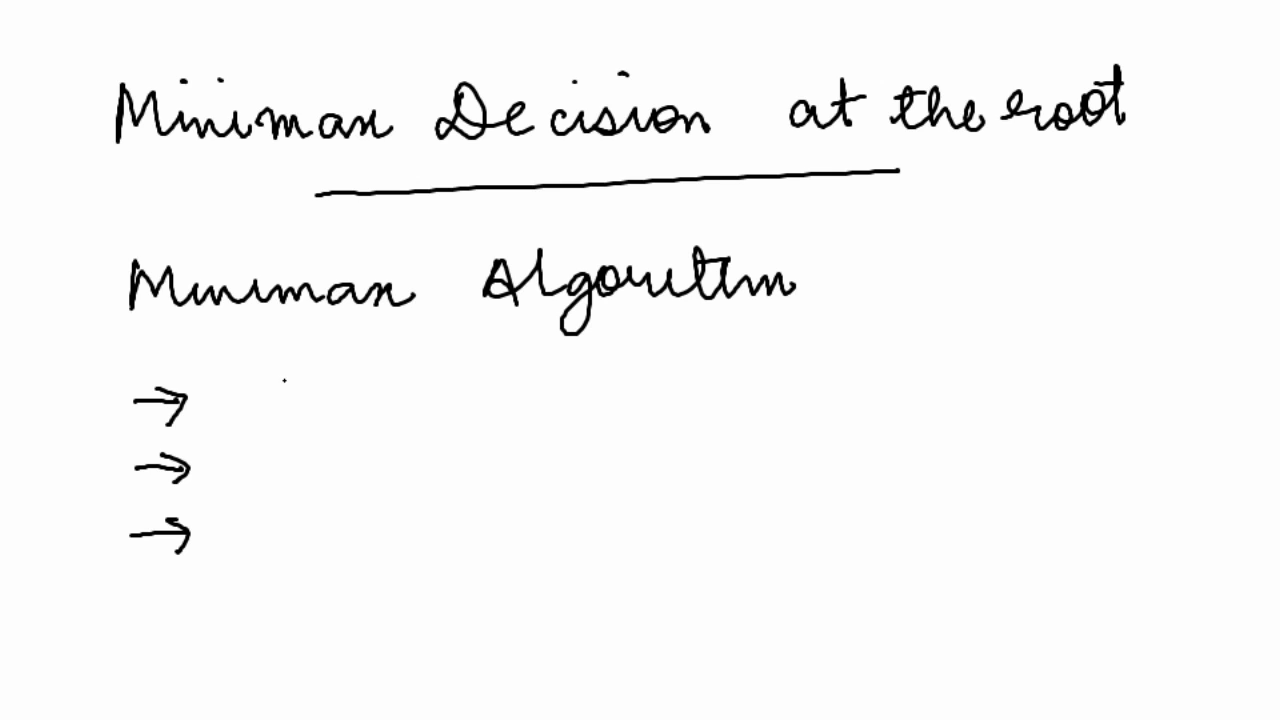 Minimax Decision at the root
Minimax Algorithm
→
→
→